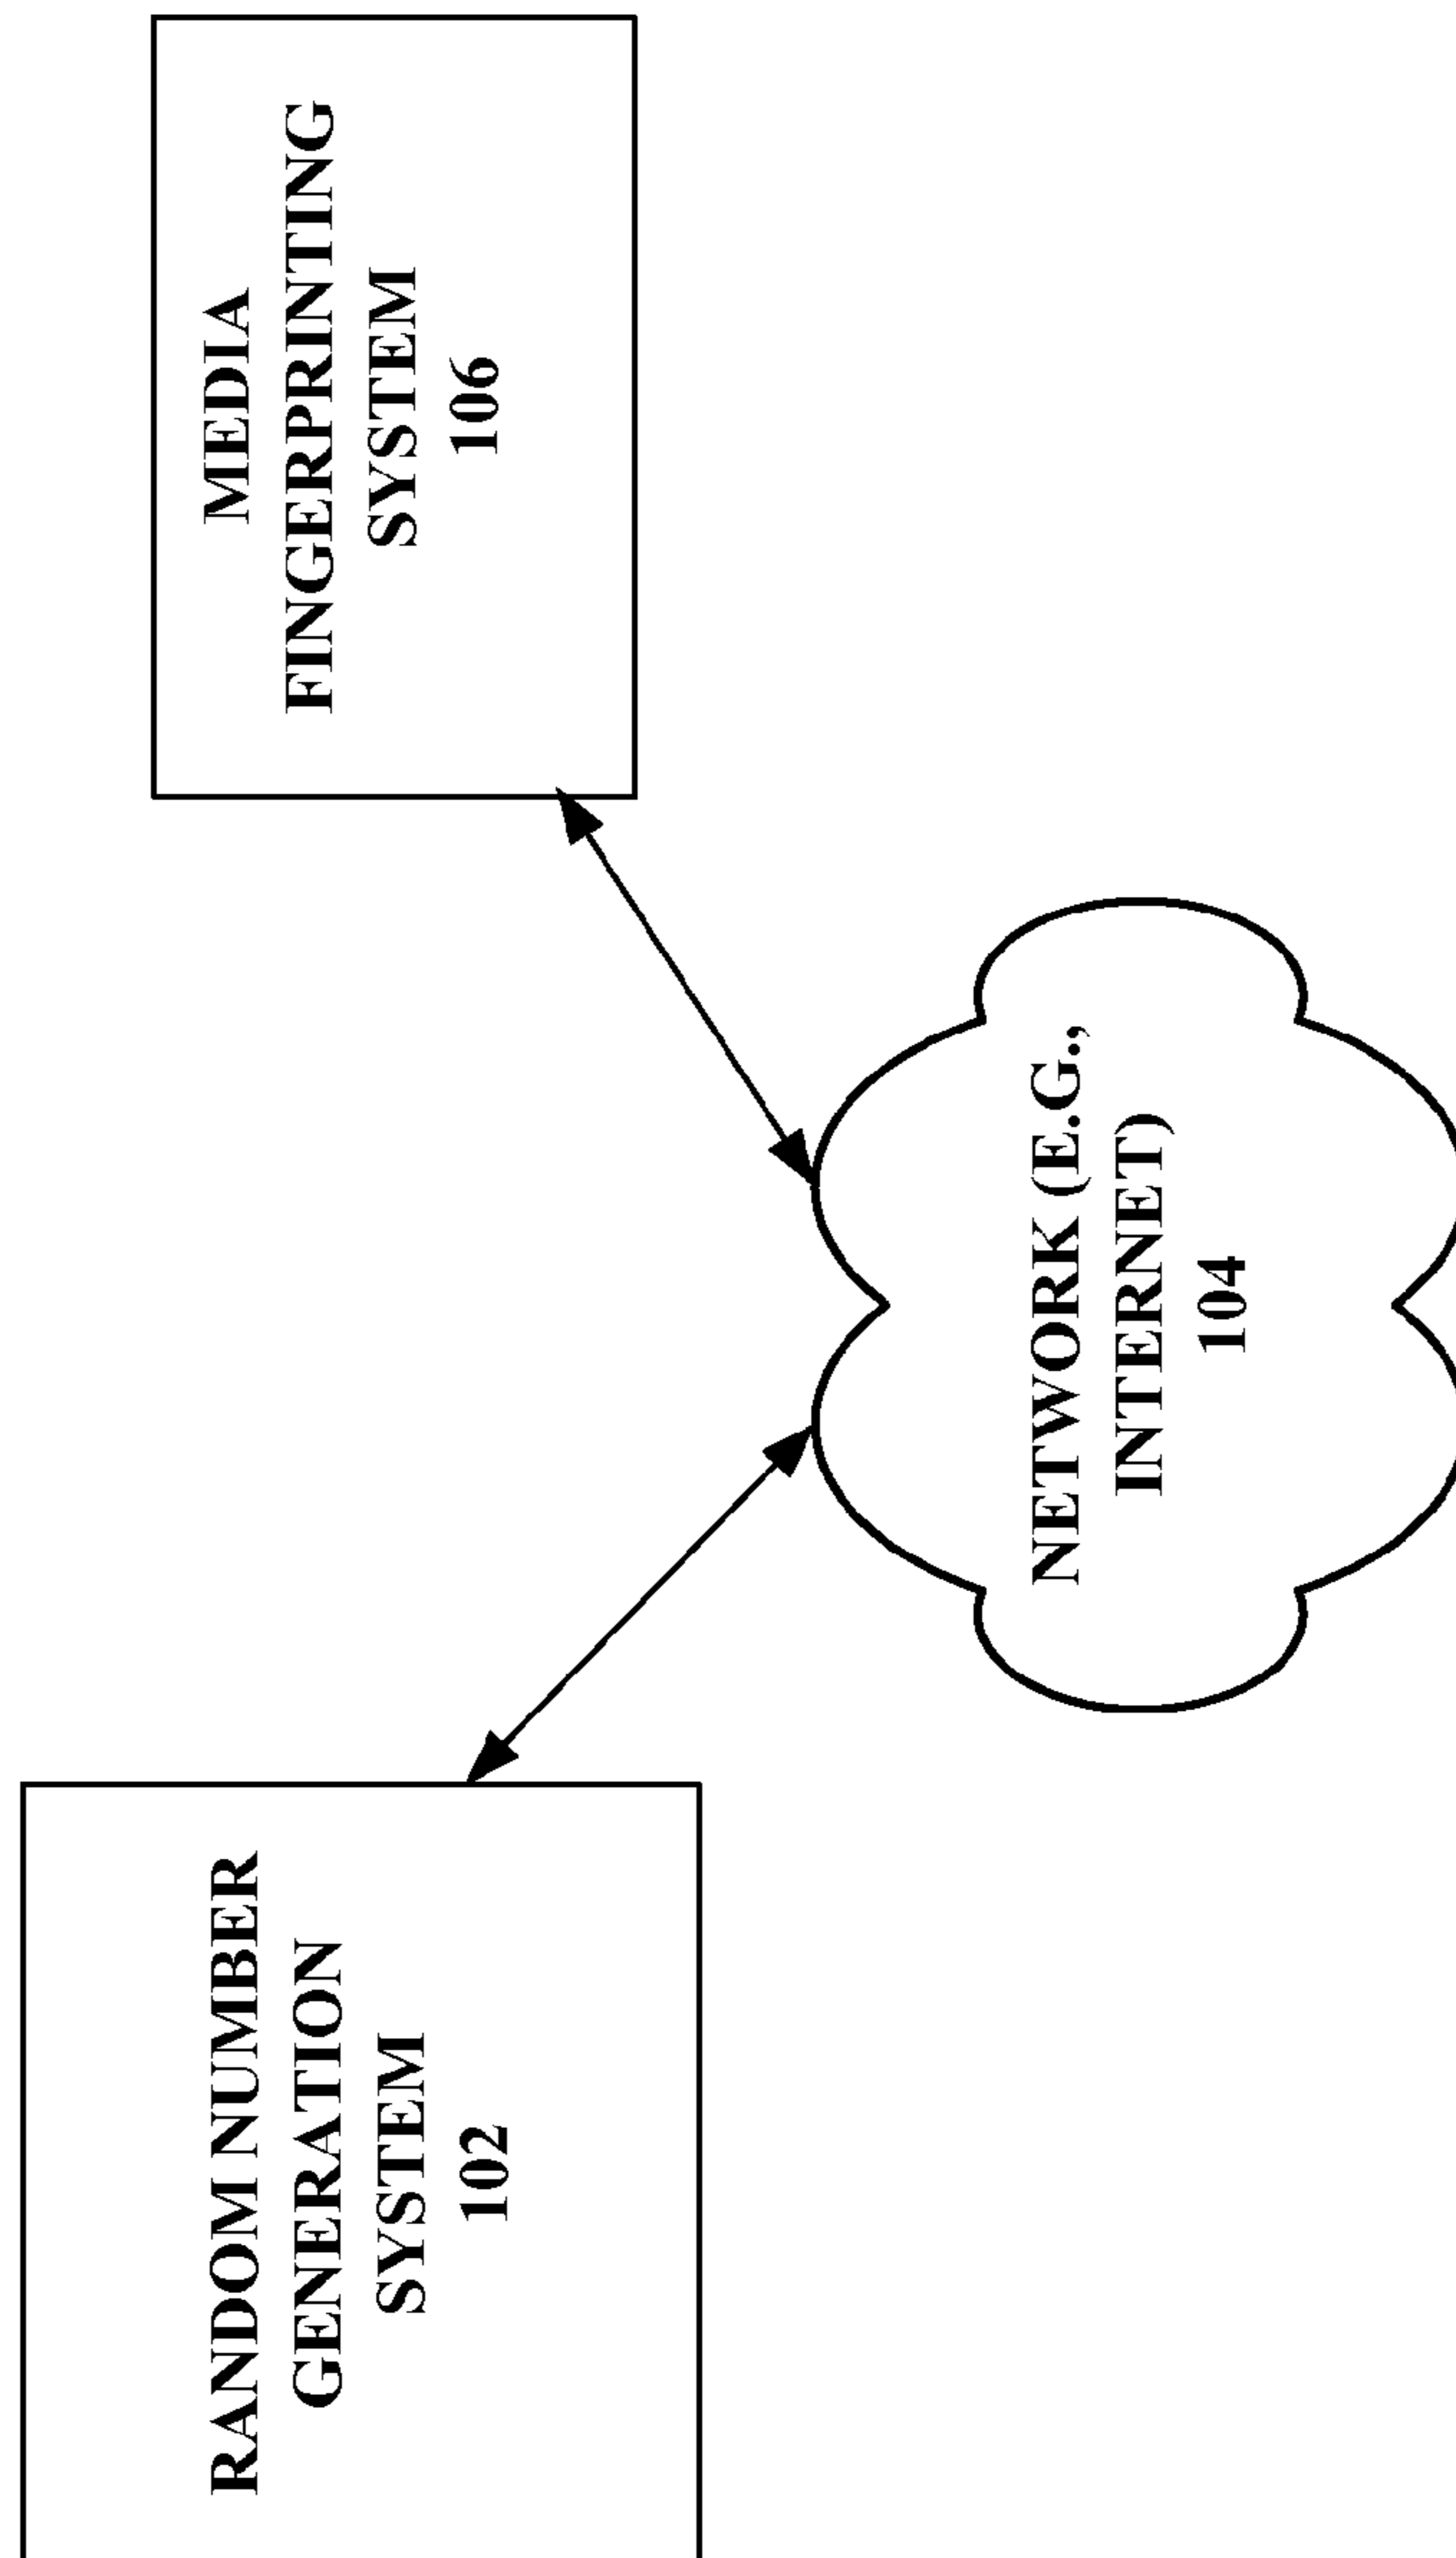 RANDOM NUMBER
GENERATION
SYSTEM
102
MEDIA
FINGERPRINTING
SYSTEM
106
NETWORK (E.G.,
INTERNET)
104